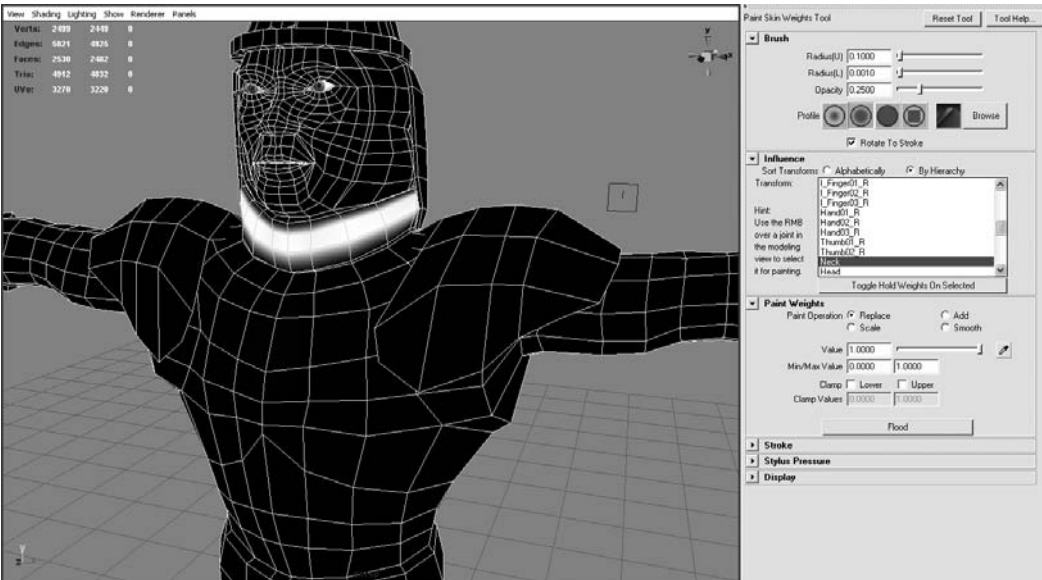 View Shading Lighting Show Renderer Panels
Verts: 2499 2449 0
Edges: 5021 4926 0
Faces: 2530 2482 0
Tris: 4912 4832 0
UVs: 3270 3220 0
y
x
y
z
Paint Skin Weights Tool
Reset Tool
Tool Help...
Brush
Radius(U) 0.1000
Radius(L) 0.0010
Opacity 0.2500
Profile
Browse
Rotate To Stroke
Influence
Sort Transforms Alphabetically By Hierarchy
Transform:
I_Finger01_R
I_Finger02_R
I_Finger03_R
Hand01_R
Hand02_R
Hand03_R
Thumb01_R
Thumb02_R
Neck
Head
Hint:
Use the RMB
over a joint in
the modeling
view to select
it for painting.
Toggle Hold Weights On Selected
Paint Weights
Paint Operation Replace Add
Scale Smooth
Value 1.0000
Min/Max Value 0.0000 1.0000
Clamp Lower Upper
Clamp Values 0.0000 1.0000
Flood
Stroke
Stylus Pressure
Display